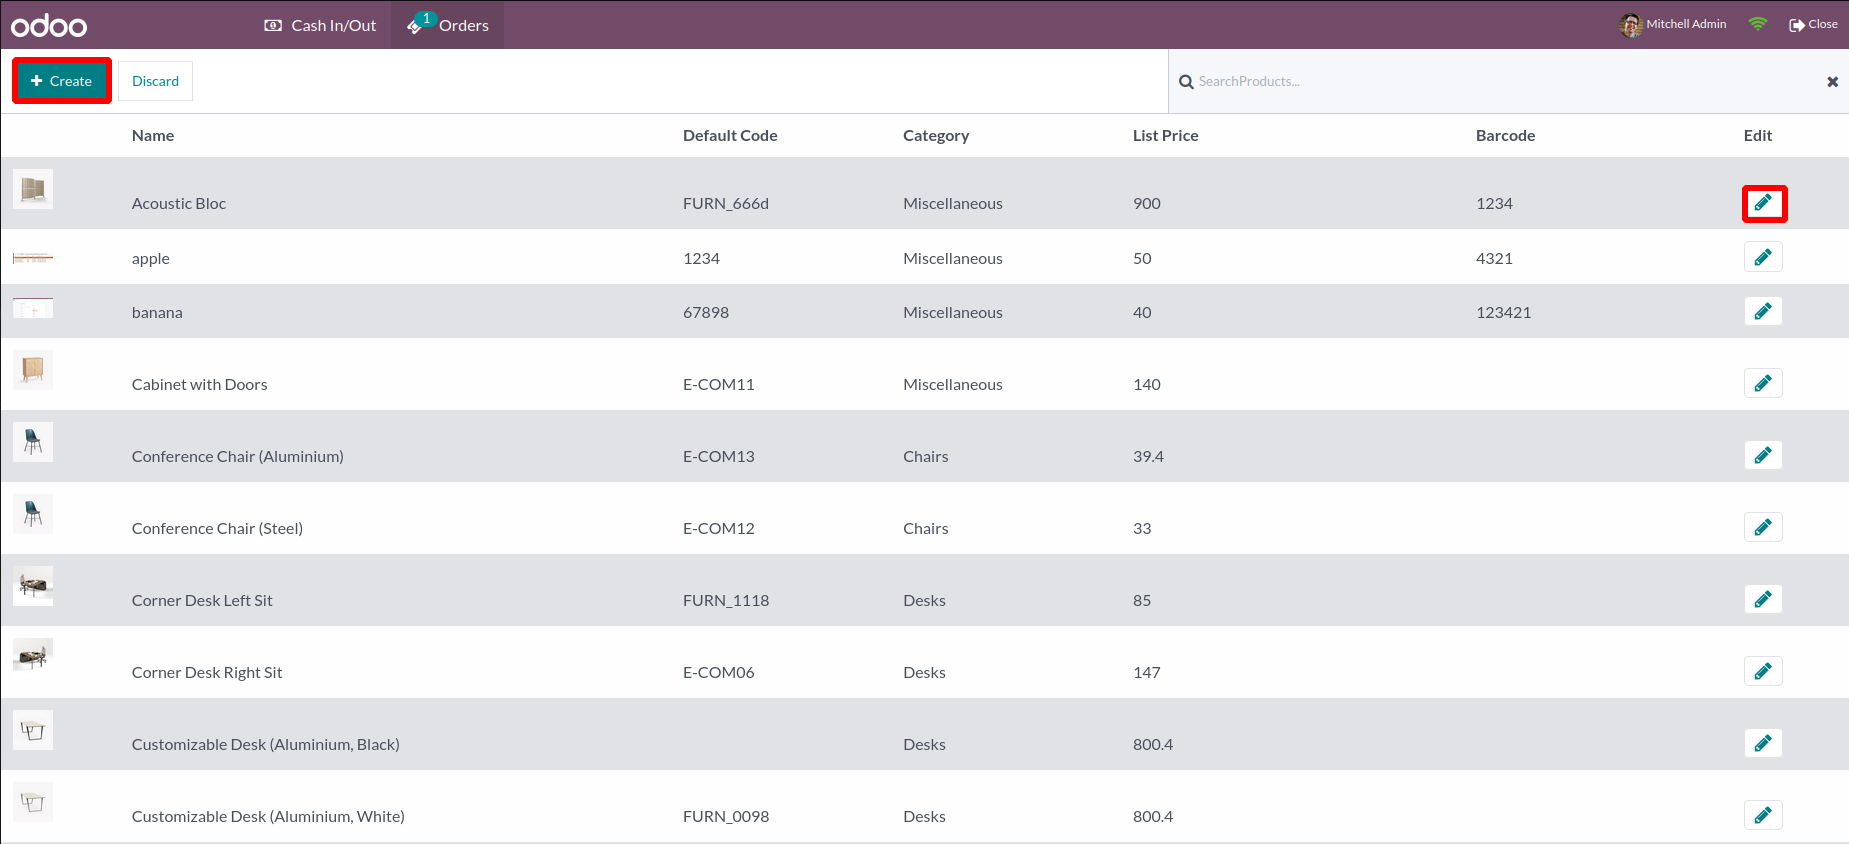 odoo Cash In/Out 1 Orders Mitchell Admin Close
Create Discard SearchProducts...
Name Default Code Category List Price Barcode Edit
Acoustic Bloc FURN_666d Miscellaneous 900 1234
apple 1234 Miscellaneous 50 4321
banana 67898 Miscellaneous 40 123421
Cabinet with Doors E-COM11 Miscellaneous 140
Conference Chair (Aluminium) E-COM13 Chairs 39.4
Conference Chair (Steel) E-COM12 Chairs 33
Corner Desk Left Sit FURN_1118 Desks 85
Corner Desk Right Sit E-COM06 Desks 147
Customizable Desk (Aluminium, Black) Desks 800.4
Customizable Desk (Aluminium, White) FURN_0098 Desks 800.4